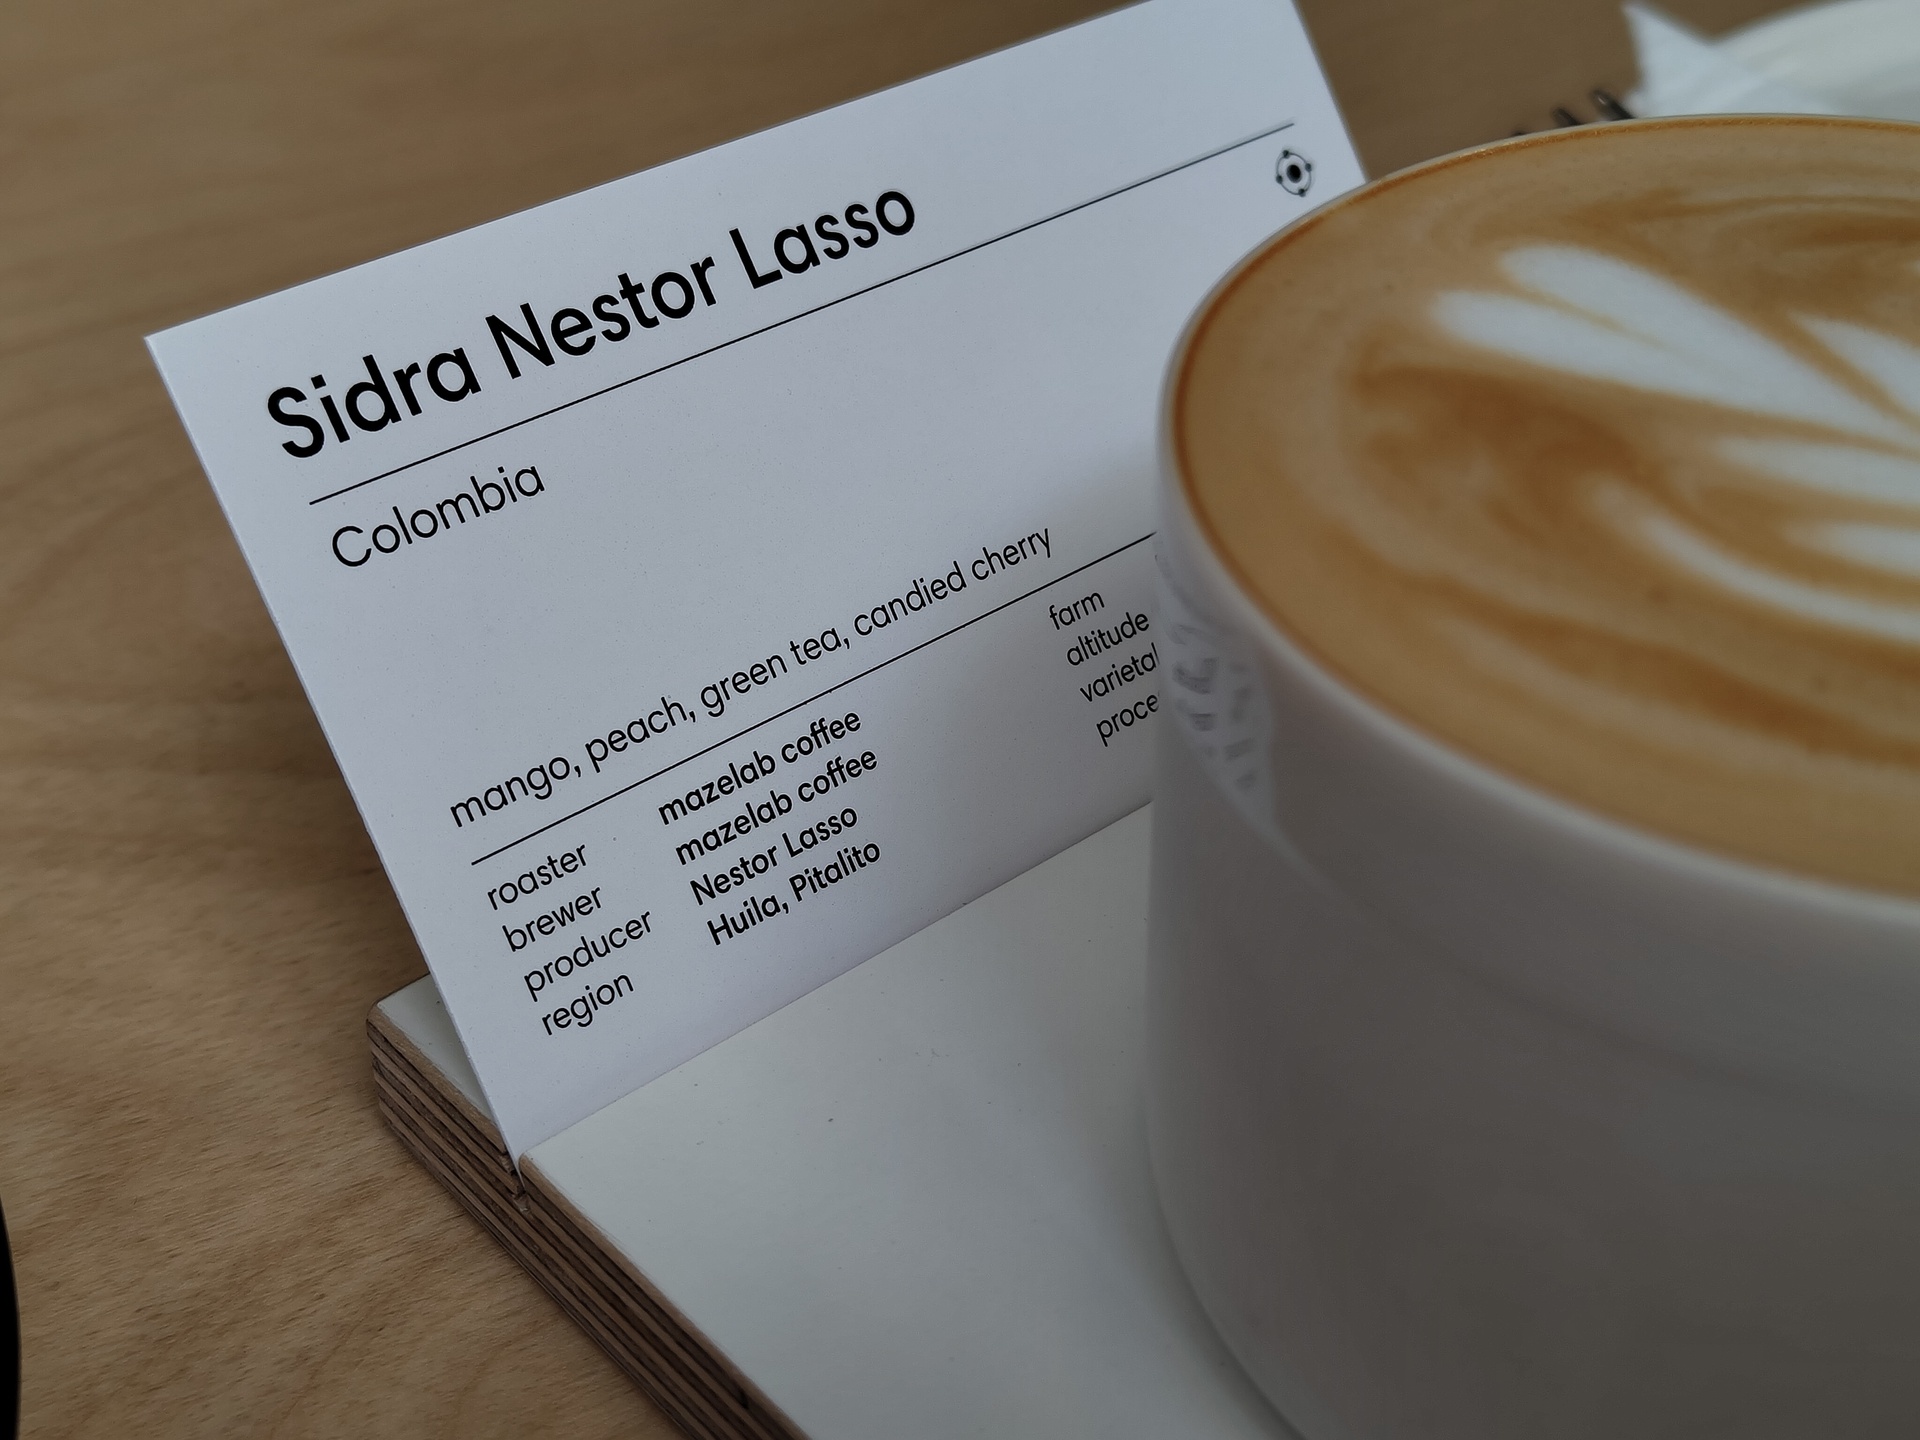 Sidra Nestor Lasso
Colombia
mango, peach, green tea, candied cherry
roaster mazelab coffee
brewer mazelab coffee
producer Nestor Lasso
region Huila, Pitalito
farm
altitude
varietal